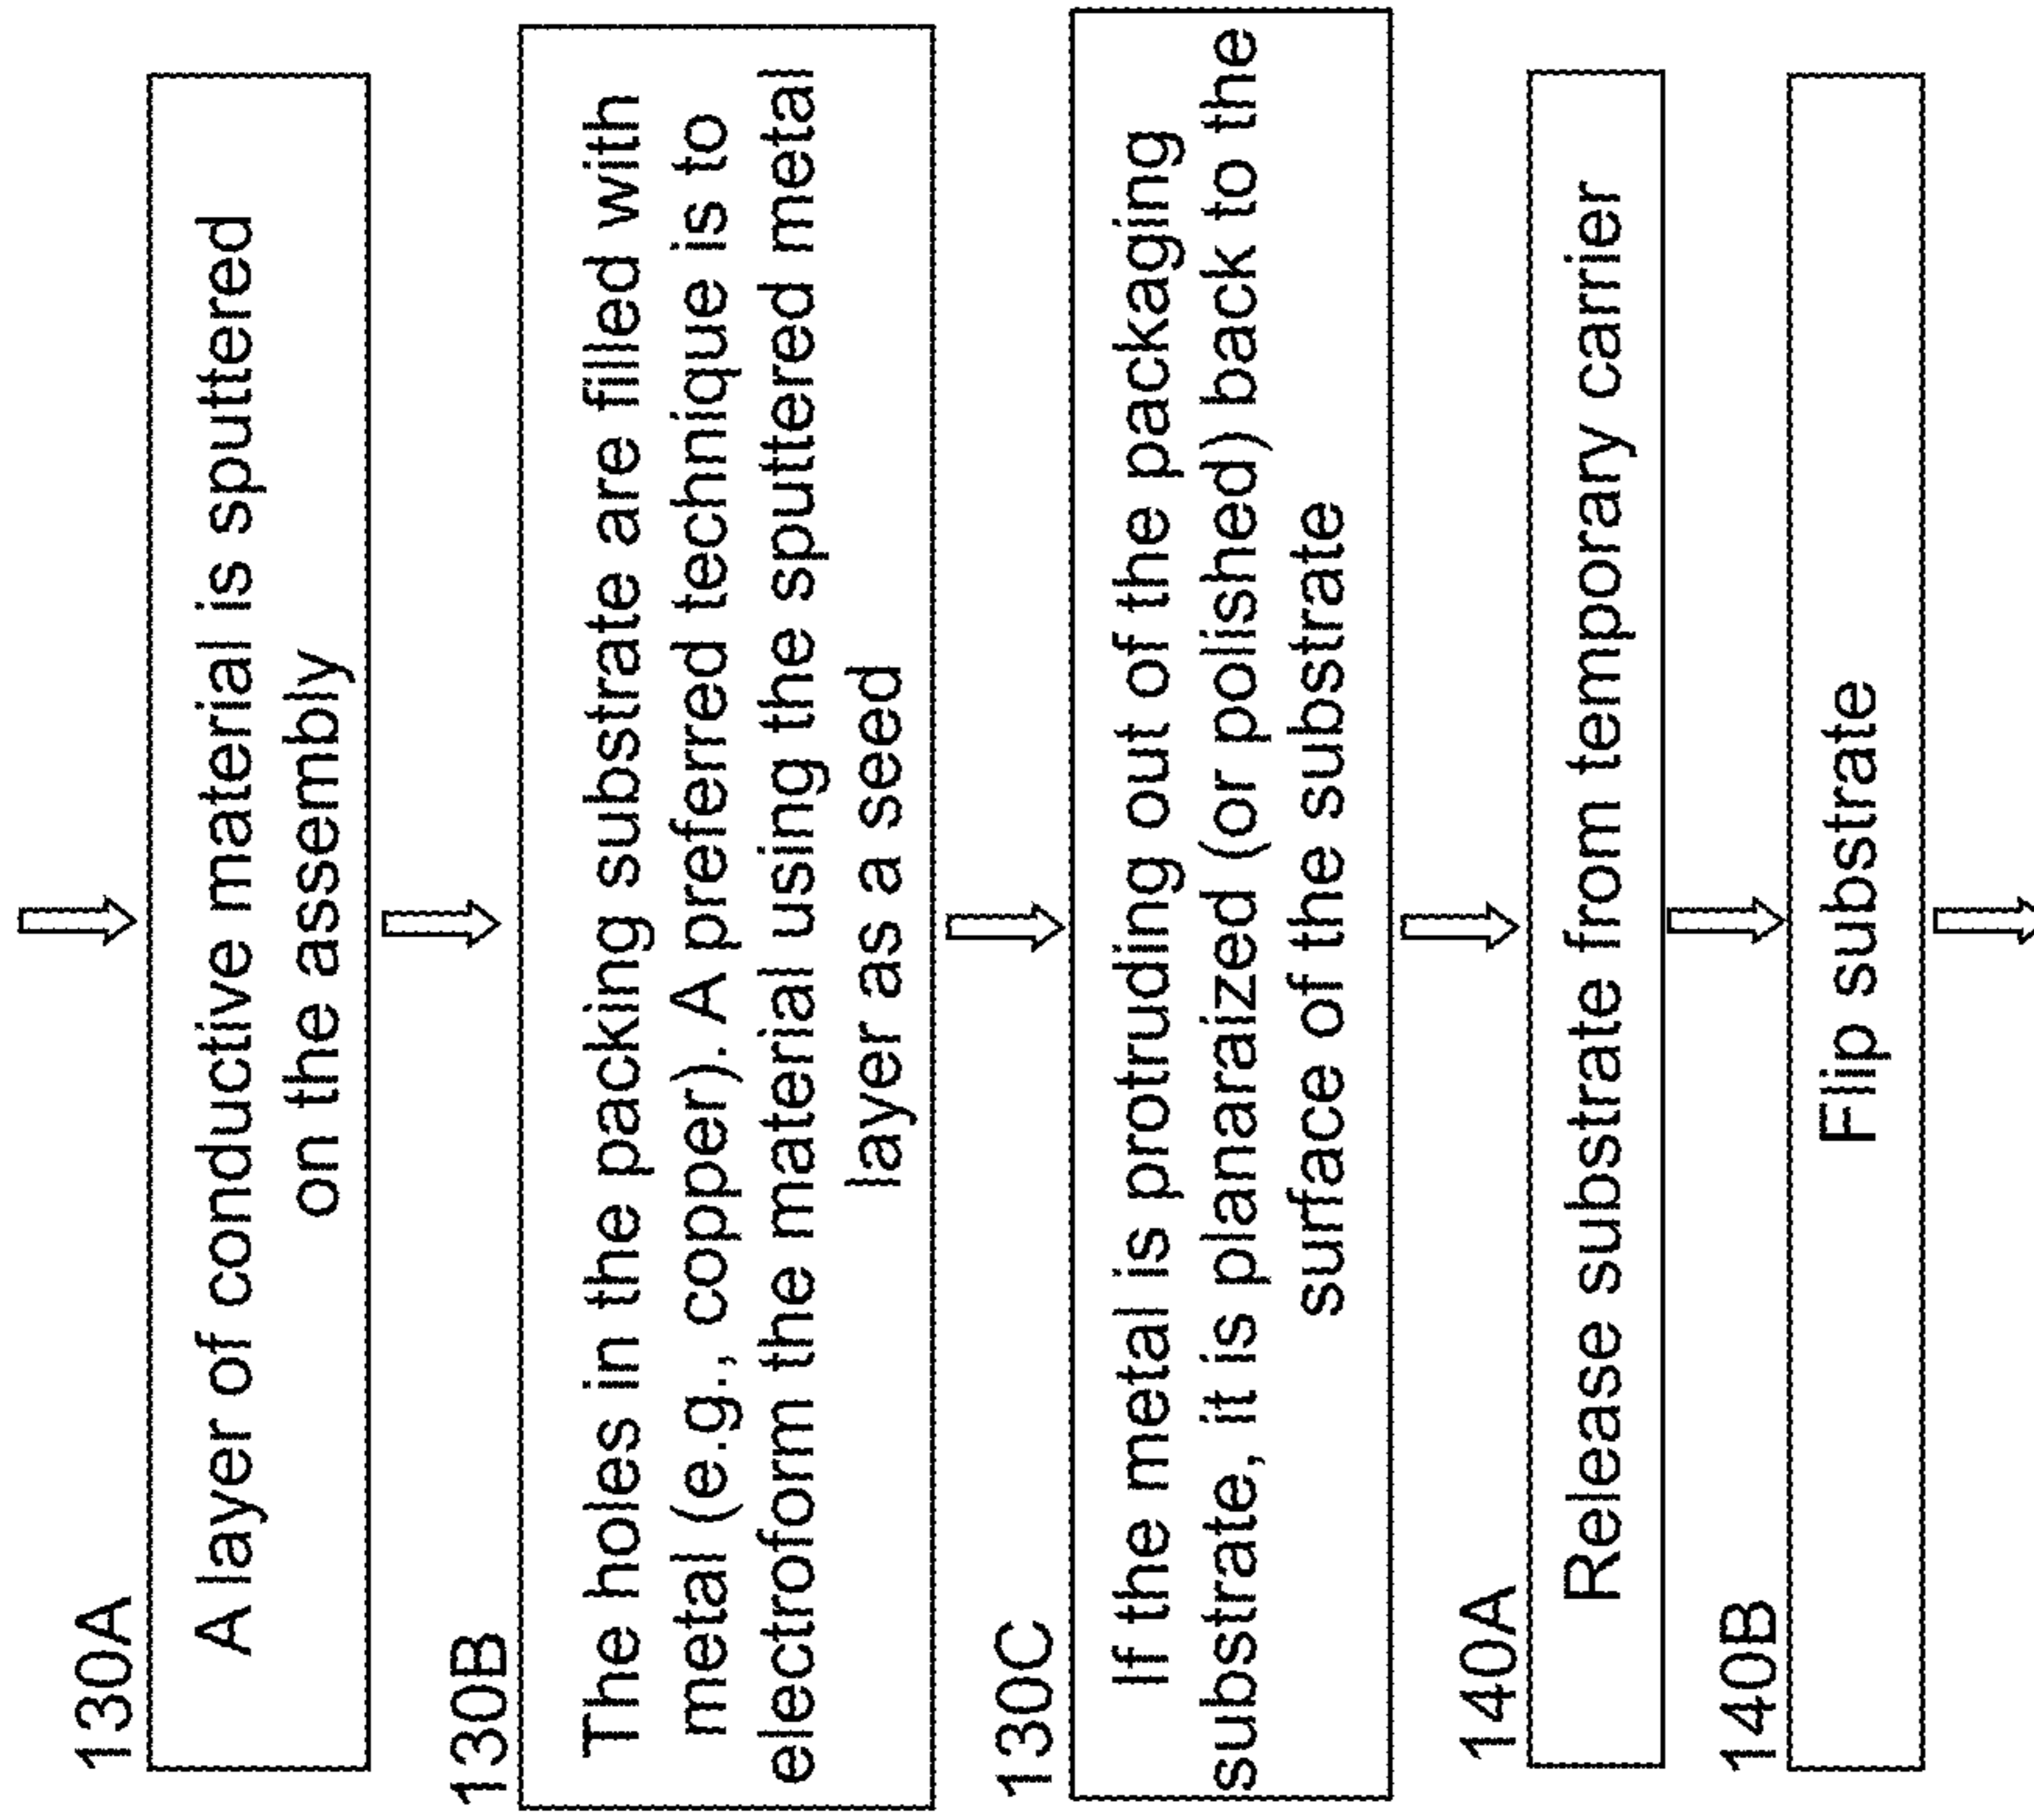 130A
A layer of conductive material is sputtered
on the assembly
130B
The holes in the packing substrate are filled with
metal (e.g., copper). A preferred technique is to
electroform the material using the sputtered metal
layer as a seed
130C
If the metal is protruding out of the packaging
substrate, it is planaraized (or polished) back to the
surface of the substrate
140A
Release substrate from temporary carrier
140B
Flip substrate